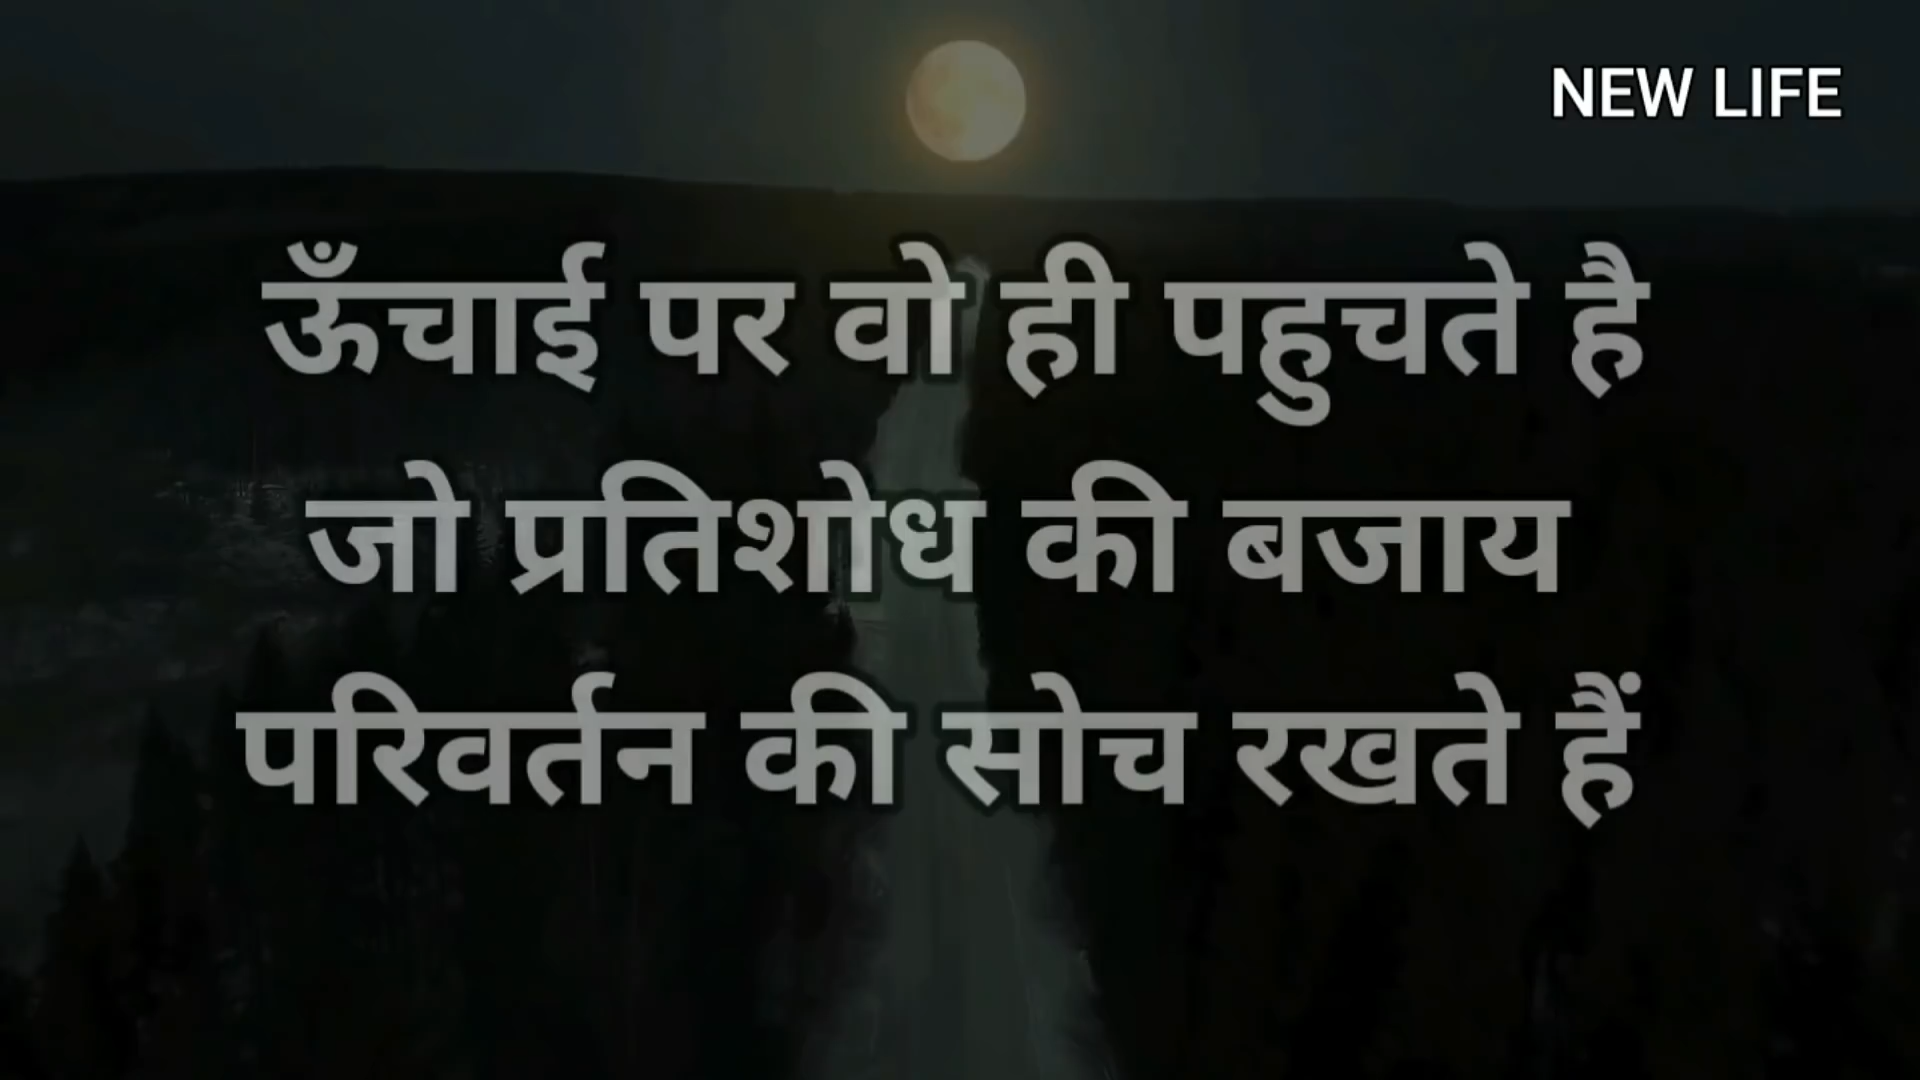 NEW LIFE
ऊँचाई पर वो ही पहुचते है
जो प्रतिशोध की बजाय
परिवर्तन की सोच रखते हैं